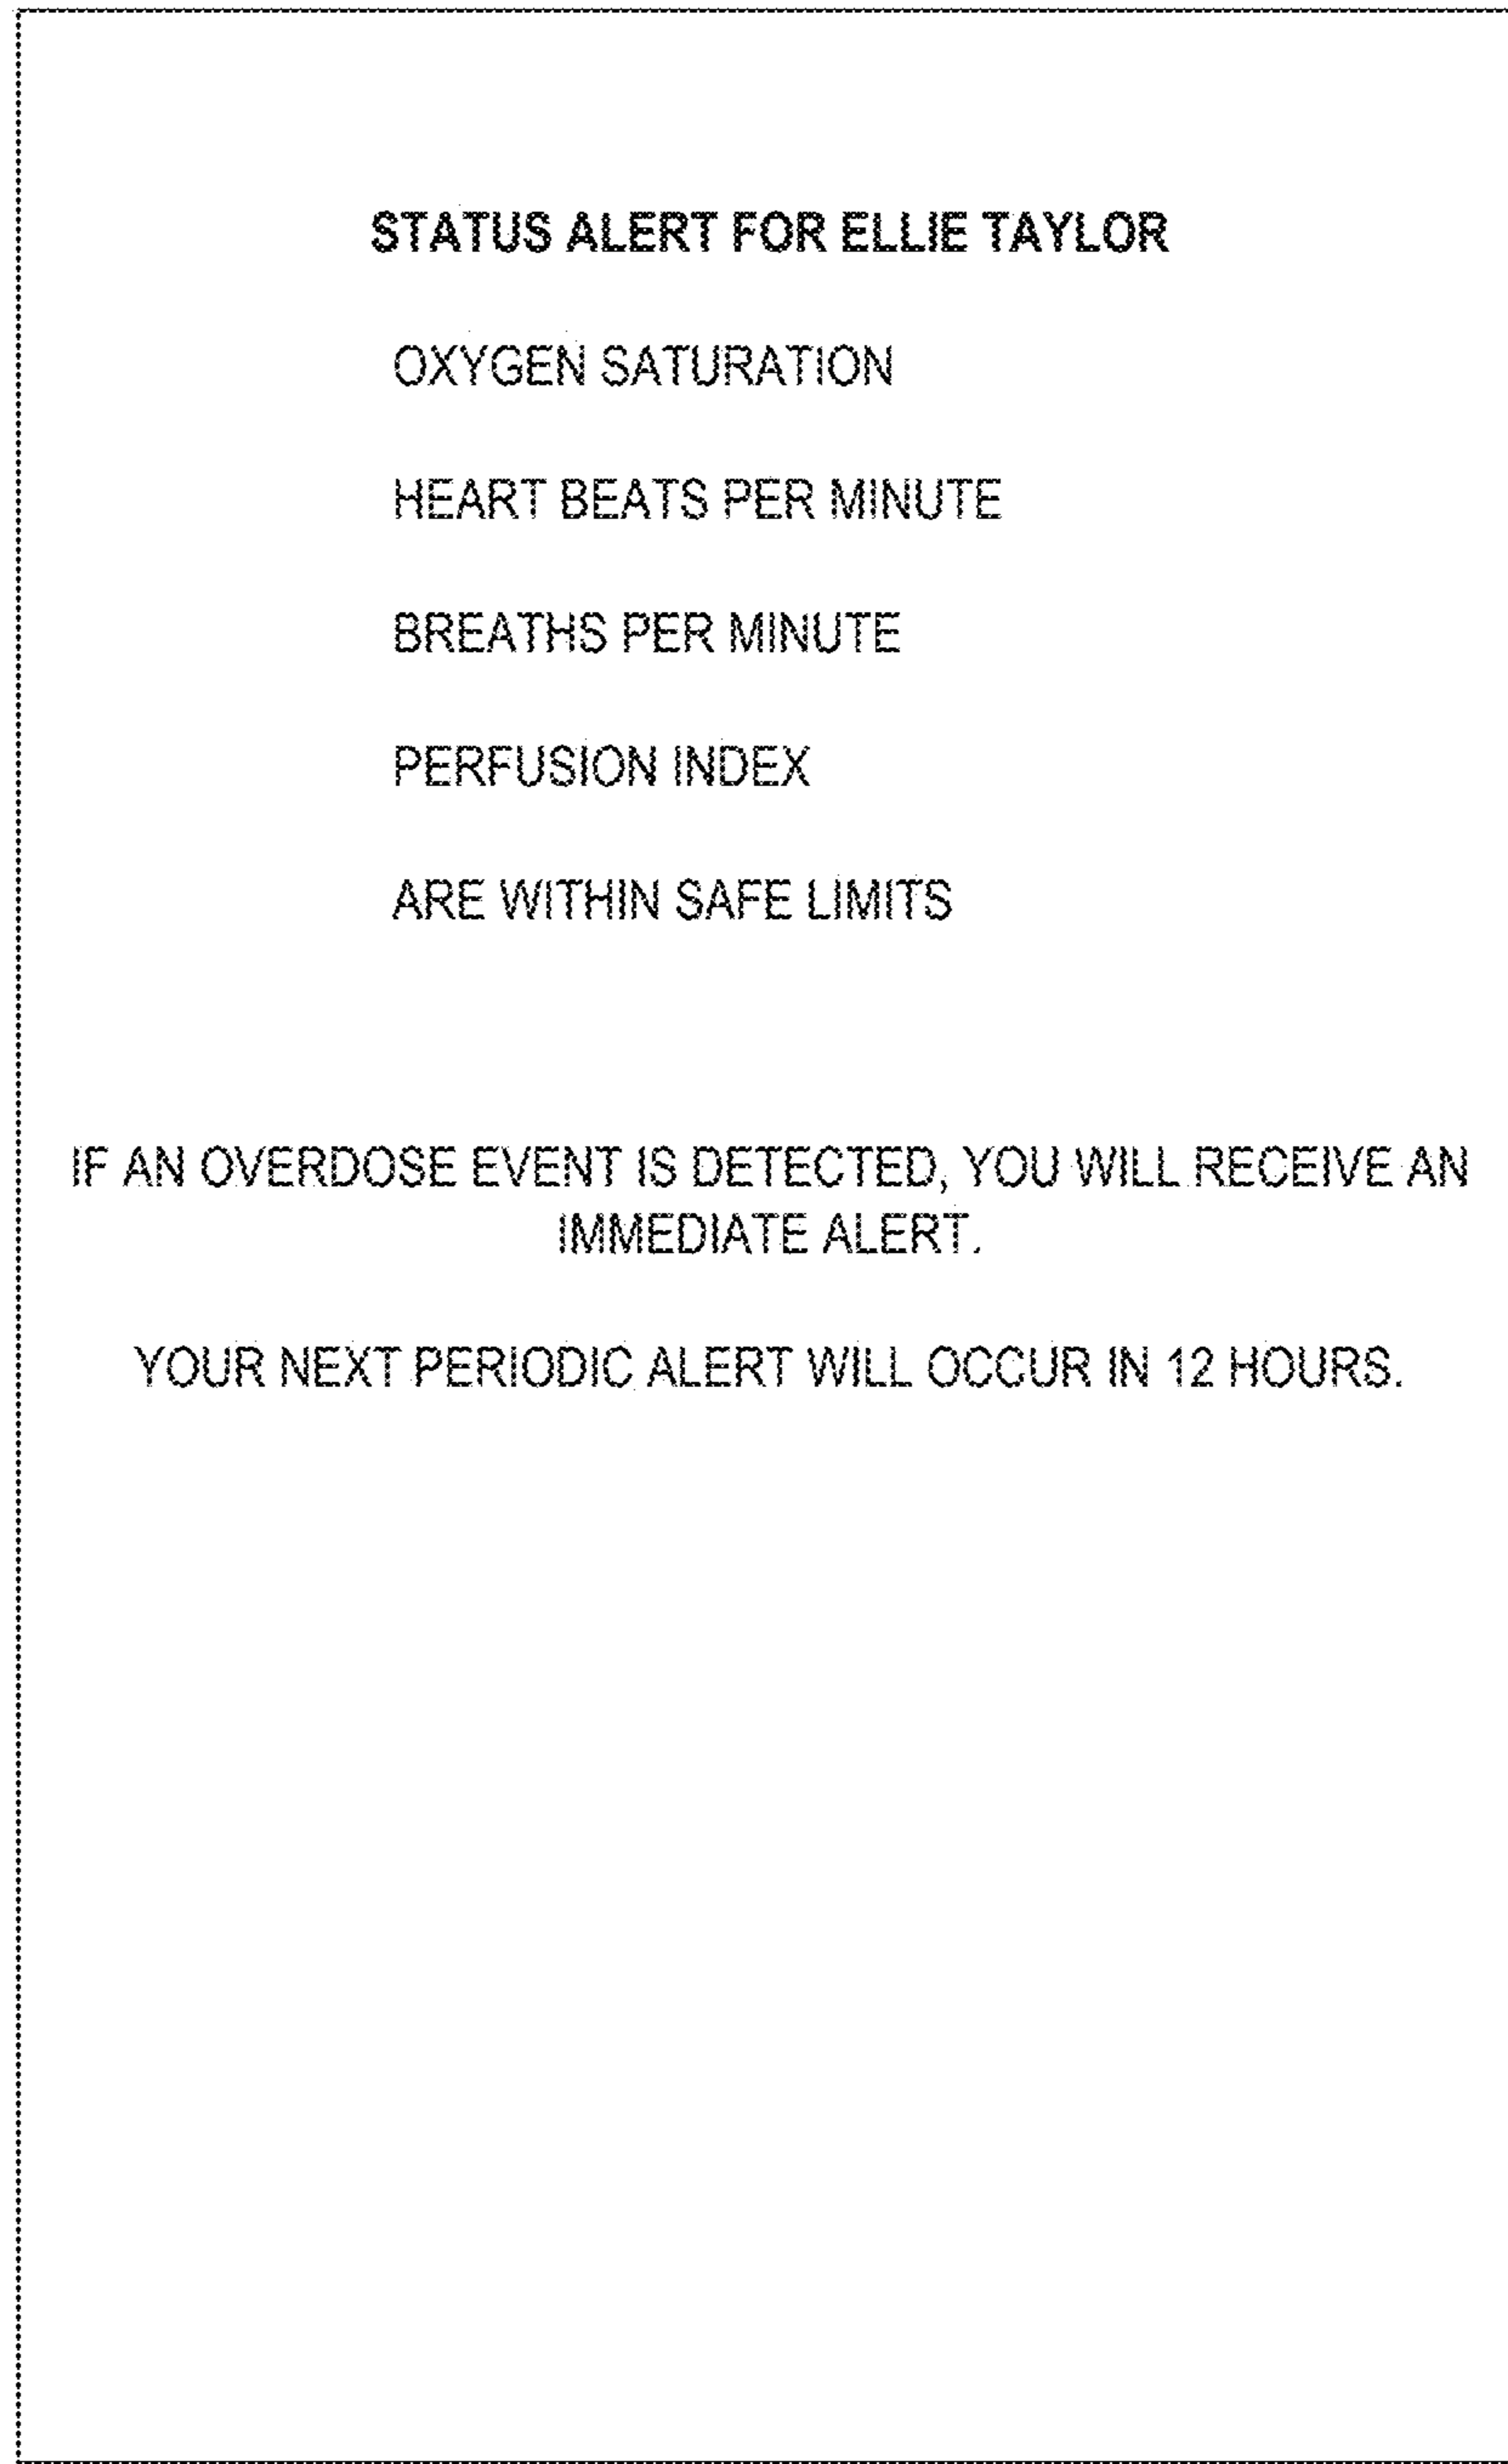 STATUS ALERT FOR ELLIE TAYLOR
OXYGEN SATURATION
HEART BEATS PER MINUTE
BREATHS PER MINUTE
PERFUSION INDEX
ARE WITHIN SAFE LIMITS
IF AN OVERDOSE EVENT IS DETECTED, YOU WILL RECEIVE AN
IMMEDIATE ALERT.
YOUR NEXT PERIODIC ALERT WILL OCCUR IN 12 HOURS.